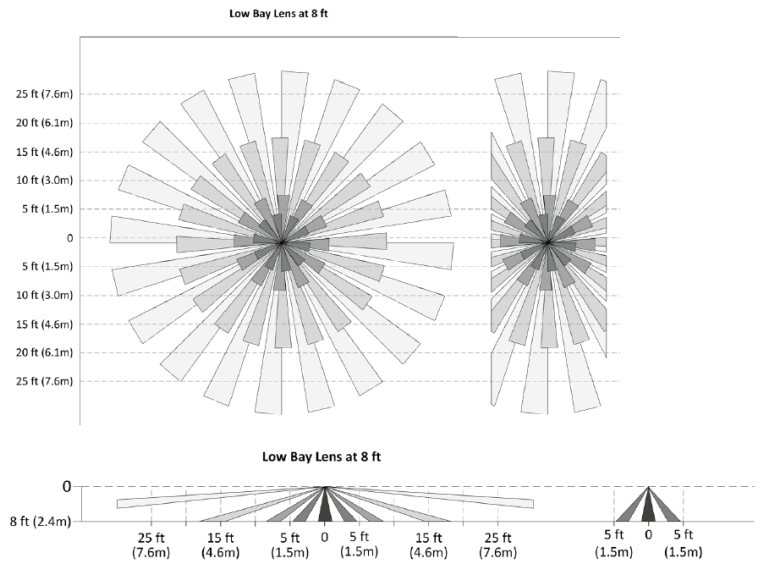 Low Bay Lens at 8 ft
25 ft (7.6m)
20 ft (6.1m)
15 ft (4.6m)
10 ft (3.0m)
5 ft (1.5m)
0
5 ft (1.5m)
10 ft (3.0m)
15 ft (4.6m)
20 ft (6.1m)
25 ft (7.6m)
Low Bay Lens at 8 ft
0
8 ft (2.4m)
25 ft 15 ft 5 ft 0 5 ft 15 ft 25 ft 5 ft 0 5 ft
(7.6m) (4.6m) (1.5m) (1.5m) (4.6m) (7.6m) (1.5m) (1.5m)